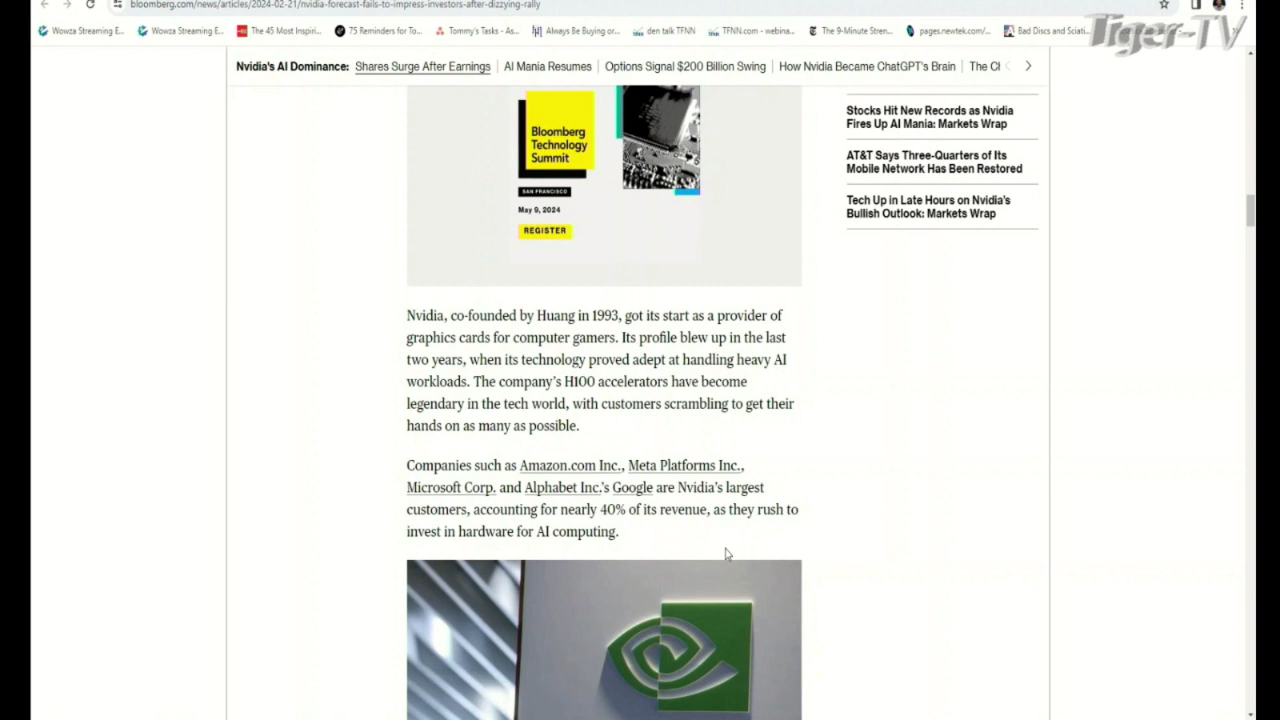 bloomberg.com/news/articles/2024-02-21/nvidia-forecast-fails-to-impress-investors-after-dizzying-rally
Tiger-TV
Wowza Streaming E...
Wowza Streaming E...
The 45 Most Inspiri...
75 Reminders for To...
Tommy's Tasks - As...
Always Be Buying or...
den talk TFNN
TFNN.com - webina...
The 9-Minute Stren...
pages.newtek.com/...
Bad Discs and Sciati...
Nvidia's AI Dominance:
Shares Surge After Earnings
AI Mania Resumes
Options Signal $200 Billion Swing
How Nvidia Became ChatGPT's Brain
The Cl
Bloomberg
Technology
Summit
SAN FRANCISCO
May 9, 2024
REGISTER
Stocks Hit New Records as Nvidia
Fires Up AI Mania: Markets Wrap
AT&T Says Three-Quarters of Its
Mobile Network Has Been Restored
Tech Up in Late Hours on Nvidia's
Bullish Outlook: Markets Wrap
Nvidia, co-founded by Huang in 1993, got its start as a provider of
graphics cards for computer gamers. Its profile blew up in the last
two years, when its technology proved adept at handling heavy AI
workloads. The company's H100 accelerators have become
legendary in the tech world, with customers scrambling to get their
hands on as many as possible.
Companies such as Amazon.com Inc., Meta Platforms Inc.,
Microsoft Corp. and Alphabet Inc.'s Google are Nvidia's largest
customers, accounting for nearly 40% of its revenue, as they rush to
invest in hardware for AI computing.